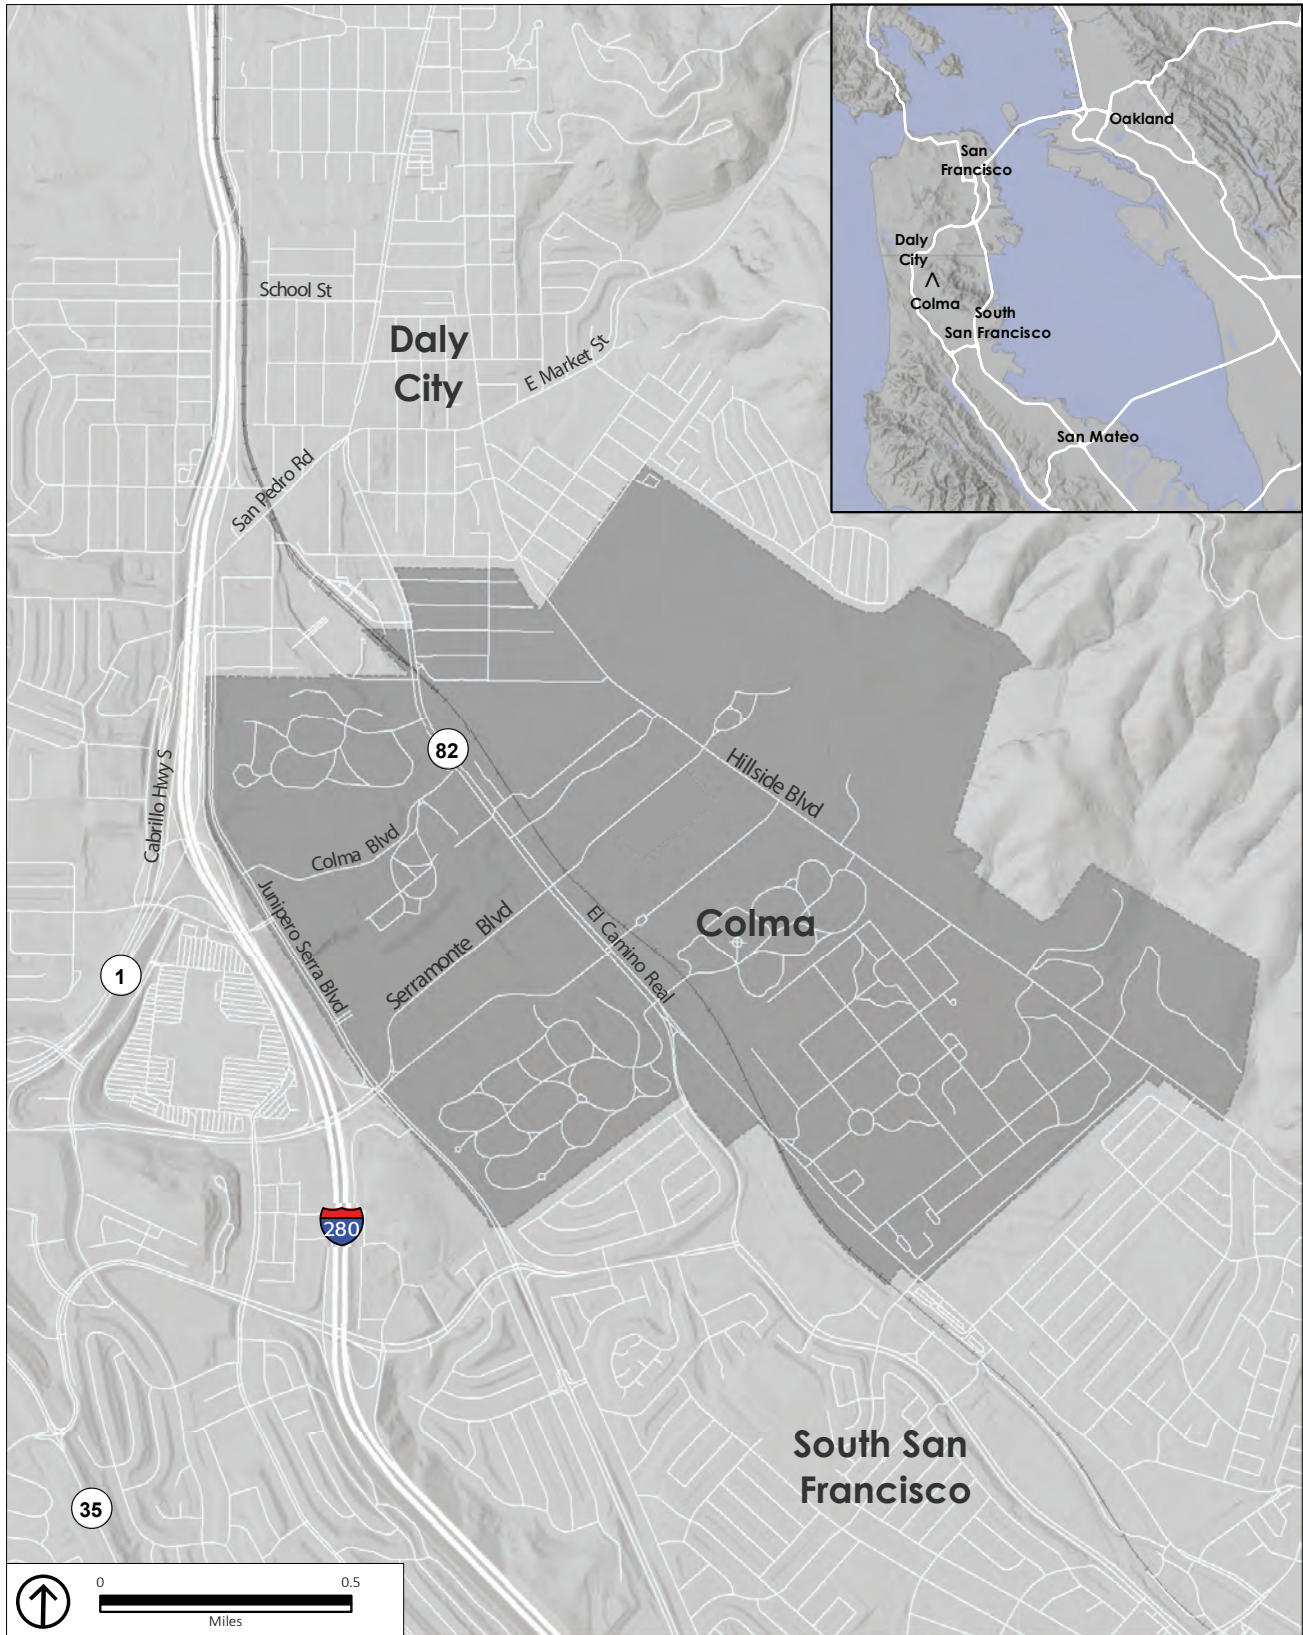 Oakland
San
Francisco
Daly
City
Colma
South
San Francisco
San Mateo
School St
Daly
City
E Market St
San Pedro Rd
82
Hillside Blvd
Cabrillo Hwy S
Colma Blvd
Junipero Serra Blvd
Serramonte Blvd
El Camino Real
Colma
1
280
South San
Francisco
35
0 0.5
Miles